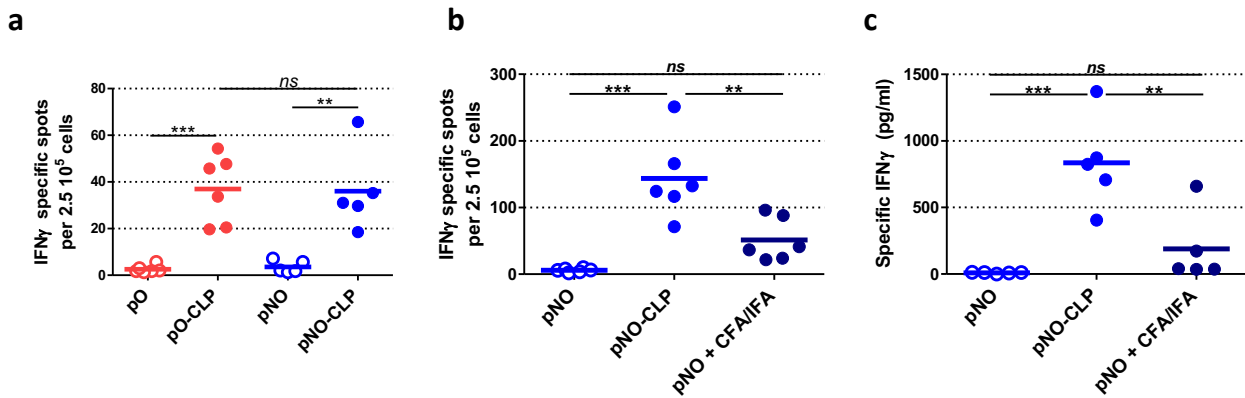 a
b
c
IFNγ specific spots
per 2.5 10⁵ cells
80
60
40
20
0
ns
***
**
pO
pO-CLP
pNO
pNO-CLP
IFNγ specific spots
per 2.5 10⁵ cells
300
200
100
0
ns
***
**
pNO
pNO-CLP
pNO + CFA/IFA
Specific IFNγ (pg/ml)
1500
1000
500
0
ns
***
**
pNO
pNO-CLP
pNO + CFA/IFA